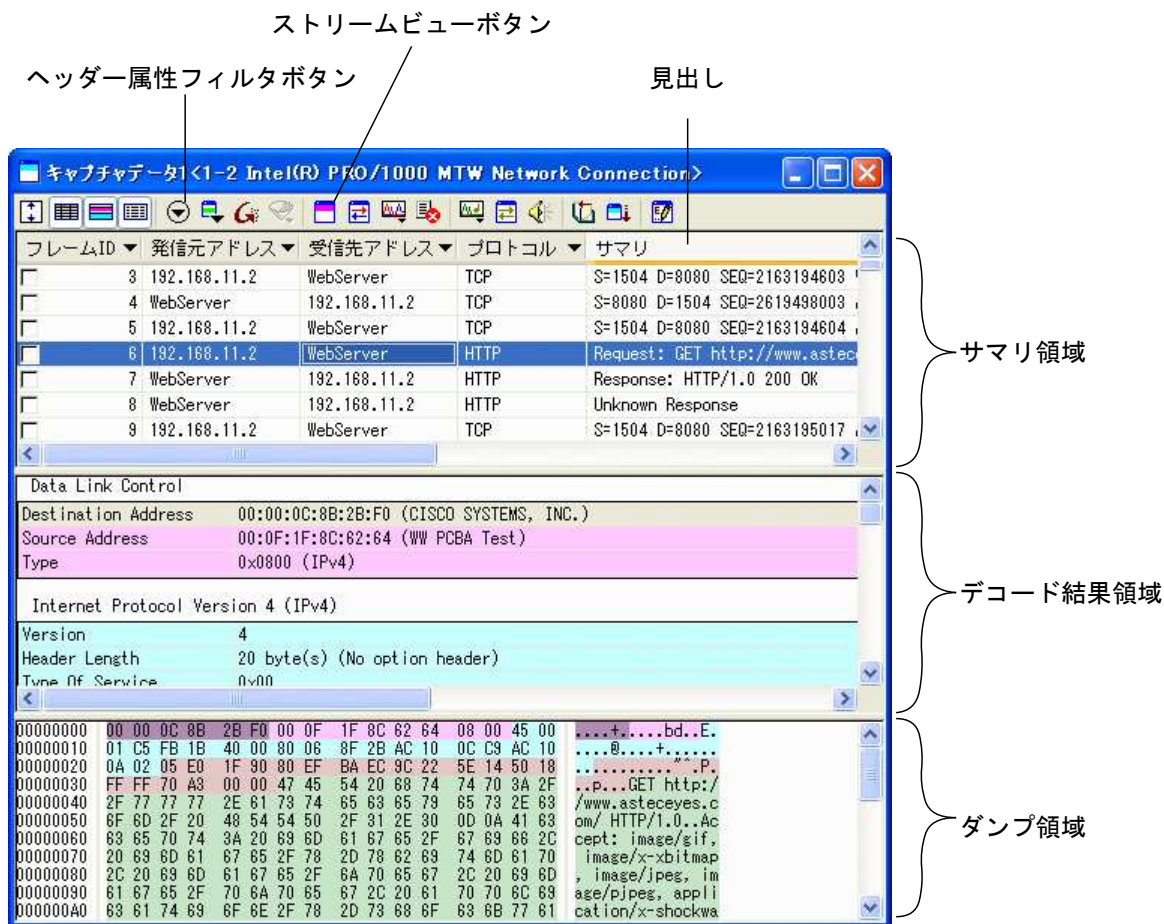 ストリームビューボタン
ヘッダー属性フィルタボタン
見出し
キャプチャデータ1<1-2 Intel(R) PRO/1000 MTW Network Connection>
フレームID 発信元アドレス 受信先アドレス プロトコル サマリ
3 192.168.11.2 WebServer TCP S=1504 D=8080 SEQ=2163194603
4 WebServer 192.168.11.2 TCP S=8080 D=1504 SEQ=2619498003
5 192.168.11.2 WebServer TCP S=1504 D=8080 SEQ=2163194604
6 192.168.11.2 WebServer HTTP Request: GET http://www.astec
7 WebServer 192.168.11.2 HTTP Response: HTTP/1.0 200 OK
8 WebServer 192.168.11.2 HTTP Unknown Response
9 192.168.11.2 WebServer TCP S=1504 D=8080 SEQ=2163195017
サマリ領域
Data Link Control
Destination Address 00:00:0C:8B:2B:F0 (CISCO SYSTEMS, INC.)
Source Address 00:0F:1F:8C:62:64 (WW PCBA Test)
Type 0x0800 (IPv4)
Internet Protocol Version 4 (IPv4)
Version 4
Header Length 20 byte(s) (No option header)
Type Of Service 0x00
デコード結果領域
00000000 00 00 0C 8B 2B F0 00 0F 1F 8C 62 64 08 00 45 00 ....+.....bd..E.
00000010 01 C5 FB 1B 40 00 80 06 8F 2B AC 10 0C C9 AC 10 ....@....+......
00000020 0A 02 05 E0 1F 90 80 EF BA EC 9C 22 5E 14 50 18 ..........."^.P.
00000030 FF FF 70 A3 00 00 47 45 54 20 68 74 74 70 3A 2F ..p...GET http:/
00000040 2F 77 77 77 2E 61 73 74 65 63 65 79 65 73 2E 63 /www.asteceyes.c
00000050 6F 6D 2F 20 48 54 54 50 2F 31 2E 30 0D 0A 41 63 om/ HTTP/1.0..Ac
00000060 63 65 70 74 3A 20 69 6D 61 67 65 2F 67 69 66 2C cept: image/gif,
00000070 20 69 6D 61 67 65 2F 78 2D 78 62 69 74 6D 61 70 image/x-xbitmap
00000080 2C 20 69 6D 61 67 65 2F 6A 70 65 67 2C 20 69 6D , image/jpeg, im
00000090 61 67 65 2F 70 6A 70 65 67 2C 20 61 70 70 6C 69 age/pjpeg, appli
000000A0 63 61 74 69 6F 6E 2F 78 2D 73 68 6F 63 6B 77 61 cation/x-shockwa
ダンプ領域